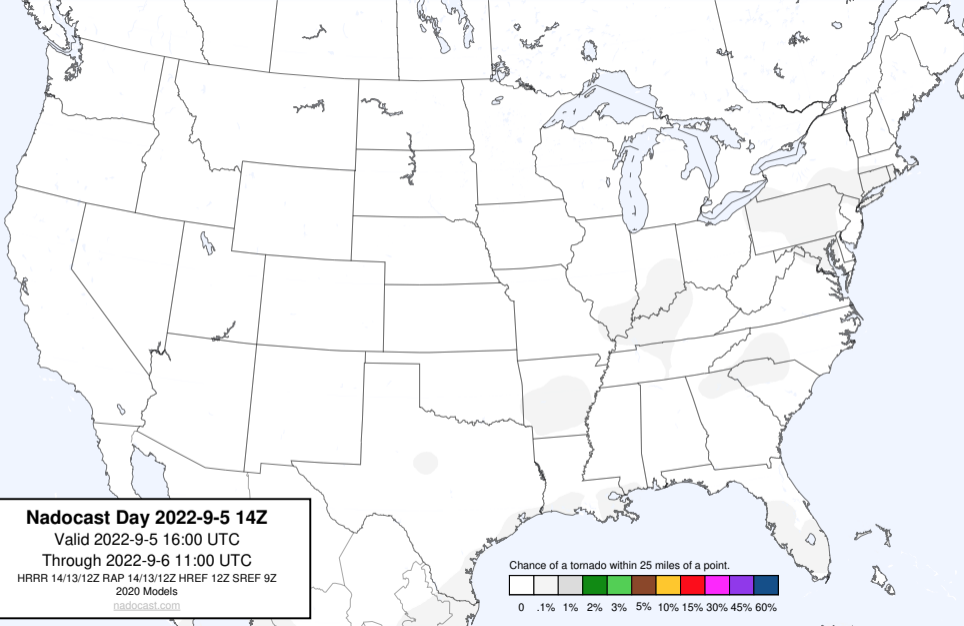 Nadocast Day 2022-9-5 14Z
Valid 2022-9-5 16:00 UTC
Through 2022-9-6 11:00 UTC
HRRR 14/13/12Z RAP 14/13/12Z HREF 12Z SREF 9Z
2020 Models
nadocast.com
Chance of a tornado within 25 miles of a point.
0 .1% 1% 2% 3% 5% 10% 15% 30% 45% 60%